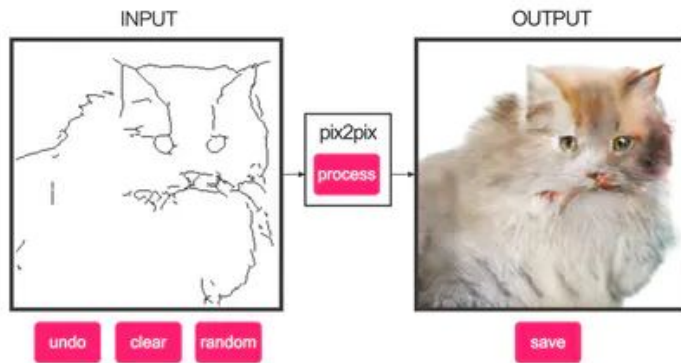 INPUT
OUTPUT
pix2pix
process
undo
clear
random
save